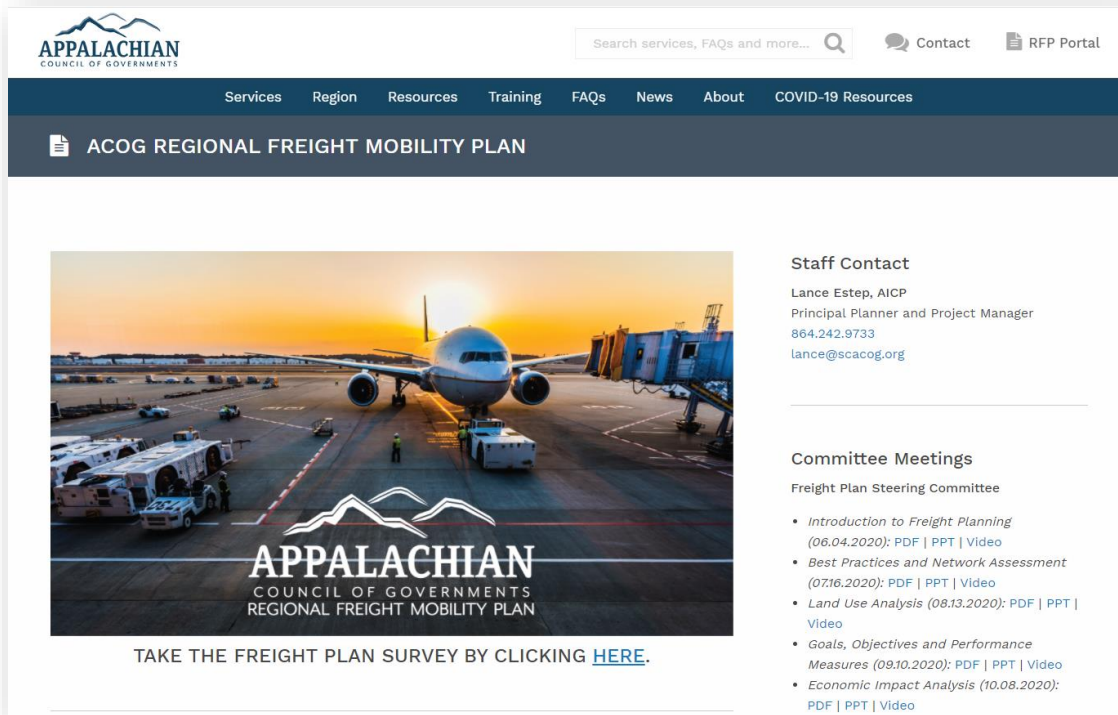 APPALACHIAN
COUNCIL OF GOVERNMENTS
Search services, FAQs and more...
Contact
RFP Portal
Services Region Resources Training FAQs News About COVID-19 Resources
ACOG REGIONAL FREIGHT MOBILITY PLAN
APPALACHIAN
COUNCIL OF GOVERNMENTS
REGIONAL FREIGHT MOBILITY PLAN
TAKE THE FREIGHT PLAN SURVEY BY CLICKING HERE.
Staff Contact
Lance Estep, AICP
Principal Planner and Project Manager
864.242.9733
lance@scacog.org
Committee Meetings
Freight Plan Steering Committee
• Introduction to Freight Planning
(06.04.2020): PDF | PPT | Video
• Best Practices and Network Assessment
(07.16.2020): PDF | PPT | Video
• Land Use Analysis (08.13.2020): PDF | PPT |
Video
• Goals, Objectives and Performance
Measures (09.10.2020): PDF | PPT | Video
• Economic Impact Analysis (10.08.2020):
PDF | PPT | Video